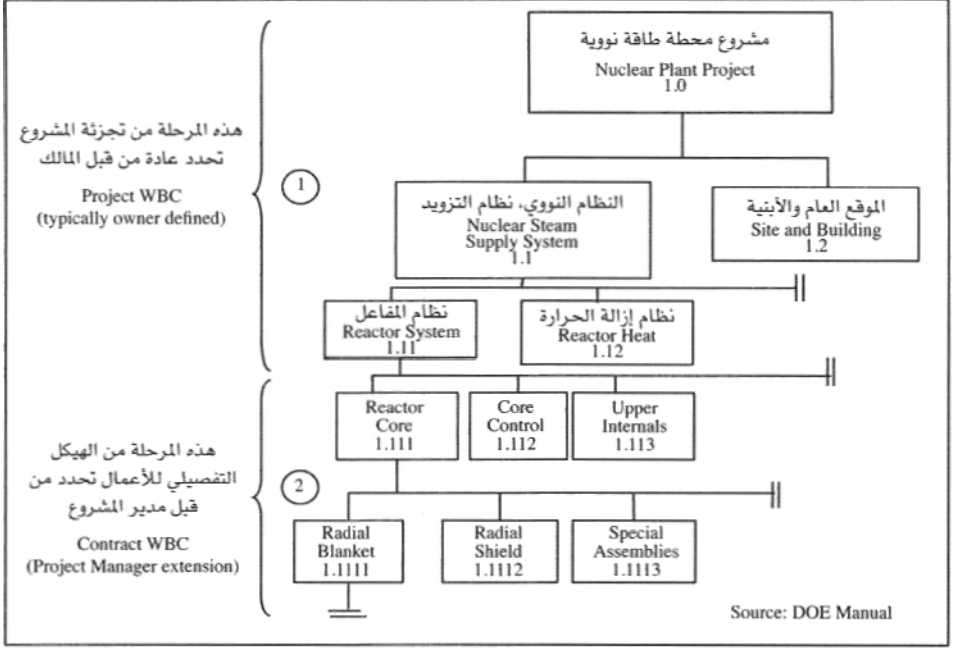 مشروع محطة طاقة نووية
Nuclear Plant Project
1.0
هذه المرحلة من تجزئة المشروع
تحدد عادة من قبل المالك
Project WBC
(typically owner defined)
1
النظام النووي، نظام التزويد
Nuclear Steam
Supply System
1.1
الموقع العام والأبنية
Site and Building
1.2
نظام المفاعل
Reactor System
1.11
نظام إزالة الحرارة
Reactor Heat
1.12
هذه المرحلة من الهيكل
التفصيلي للأعمال تحدد من
قبل مدير المشروع
Contract WBC
(Project Manager extension)
2
Reactor
Core
1.111
Core
Control
1.112
Upper
Internals
1.113
Radial
Blanket
1.1111
Radial
Shield
1.1112
Special
Assemblies
1.1113
Source: DOE Manual